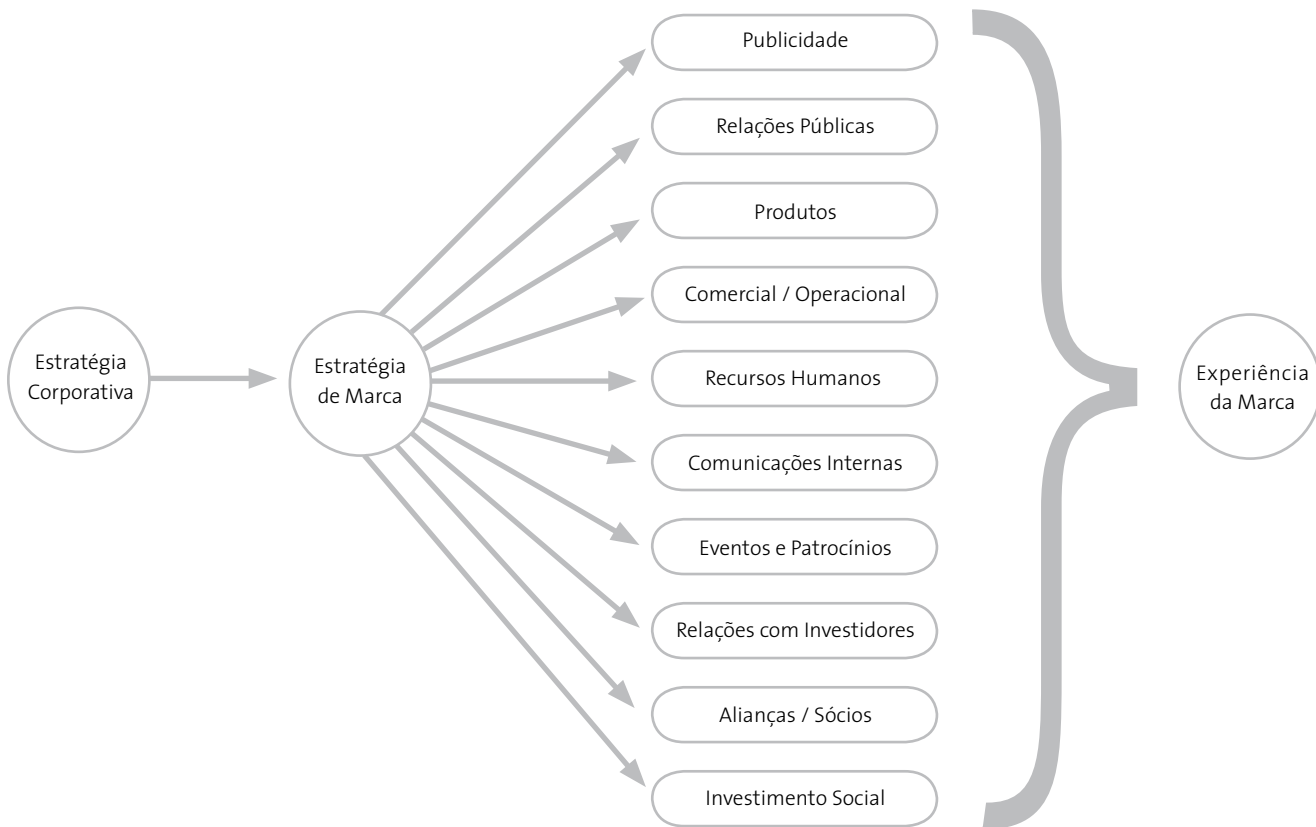 Estratégia
Corporativa
Estratégia
de Marca
Publicidade
Relações Públicas
Produtos
Comercial / Operacional
Recursos Humanos
Comunicações Internas
Eventos e Patrocínios
Relações com Investidores
Alianças / Sócios
Investimento Social
Experiência
da Marca